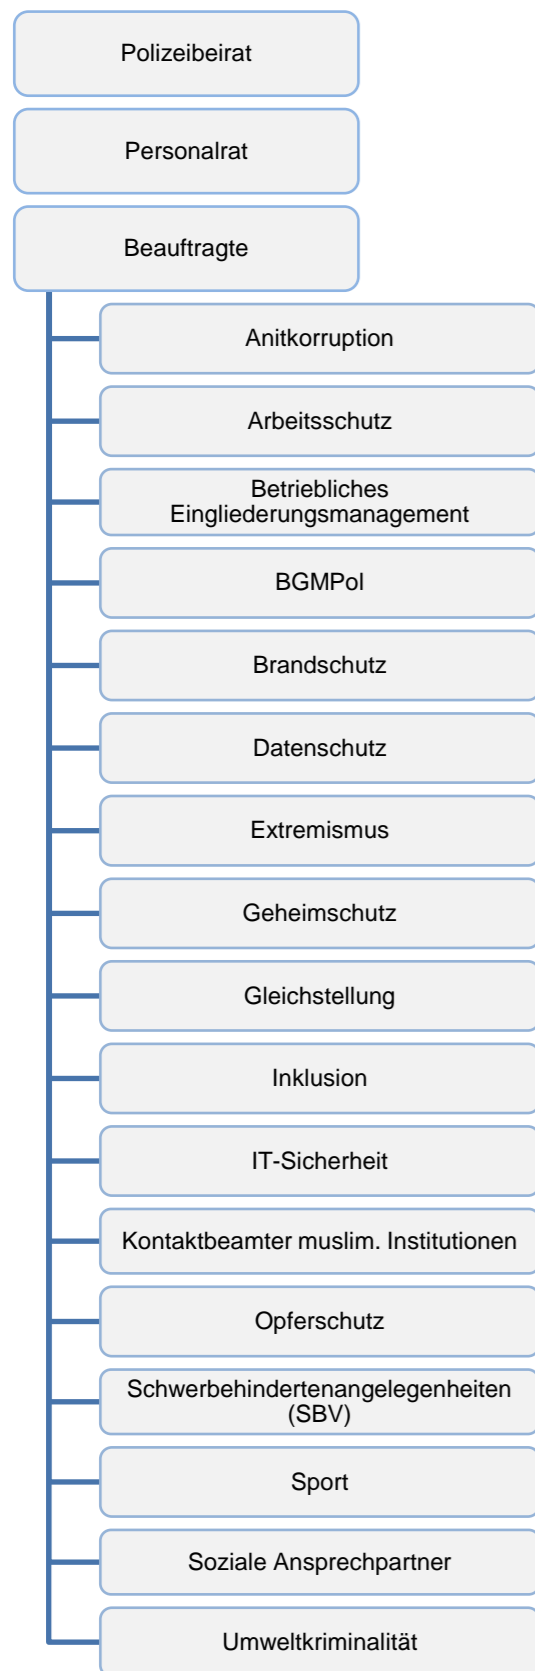 Polizeibeirat
Personalrat
Beauftragte
Anitkorruption
Arbeitsschutz
Betriebliches
Eingliederungsmanagement
BGMPol
Brandschutz
Datenschutz
Extremismus
Geheimschutz
Gleichstellung
Inklusion
IT-Sicherheit
Kontaktbeamter muslim. Institutionen
Opferschutz
Schwerbehindertenangelegenheiten
(SBV)
Sport
Soziale Ansprechpartner
Umweltkriminalität